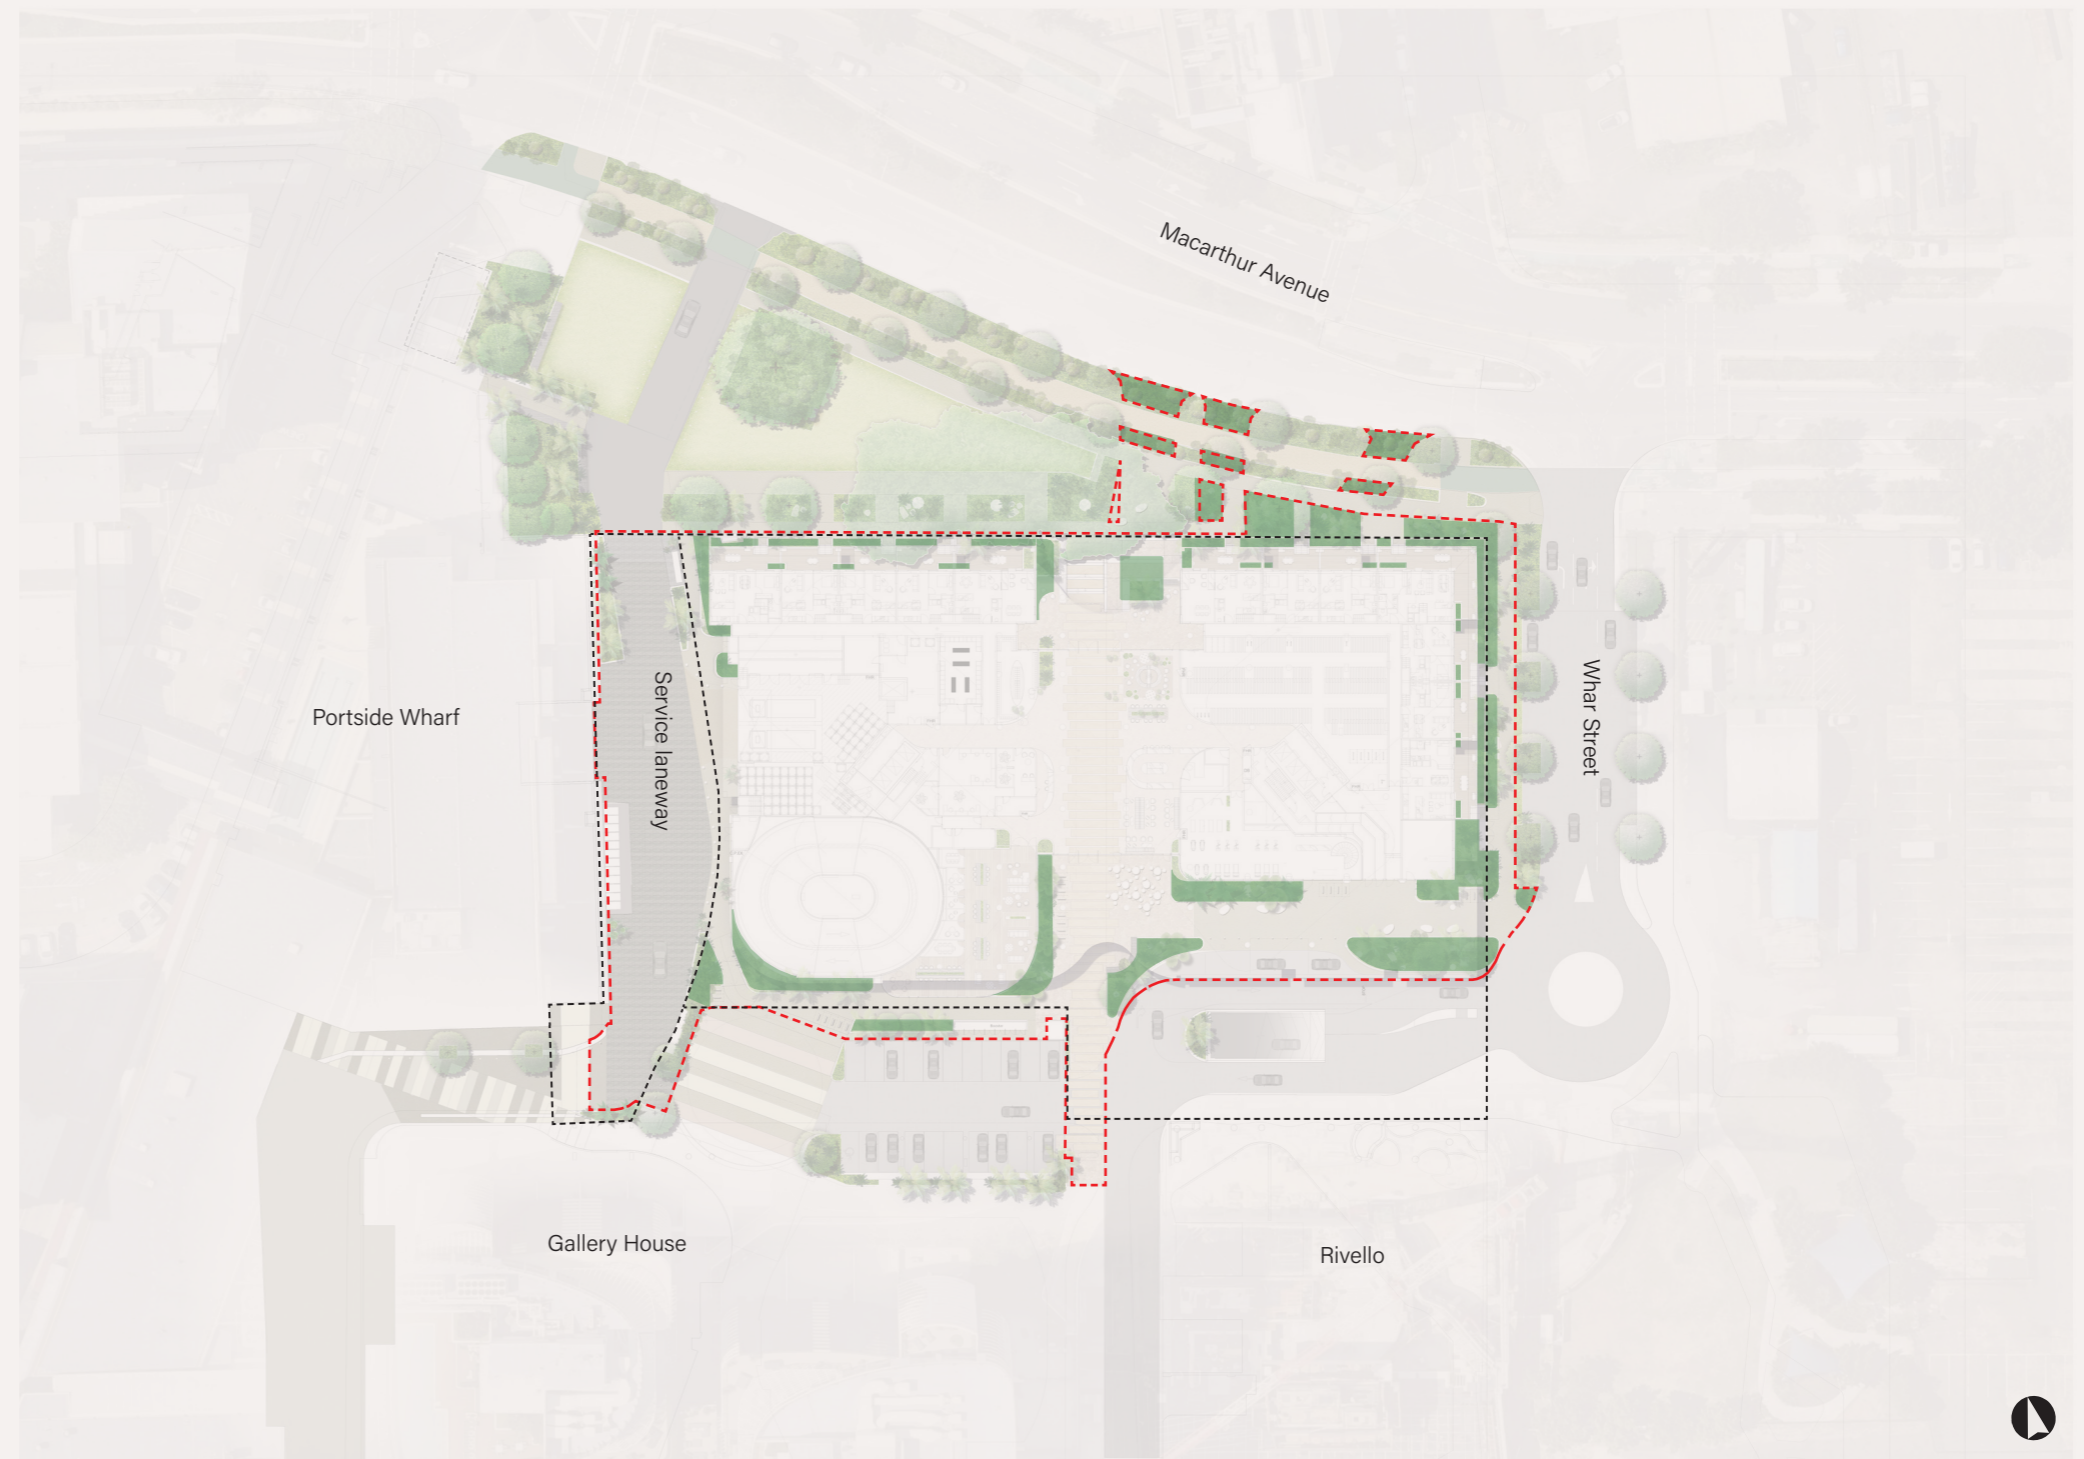 Macarthur Avenue
Portside Wharf
Service laneway
Whar Street
Gallery House
Rivello